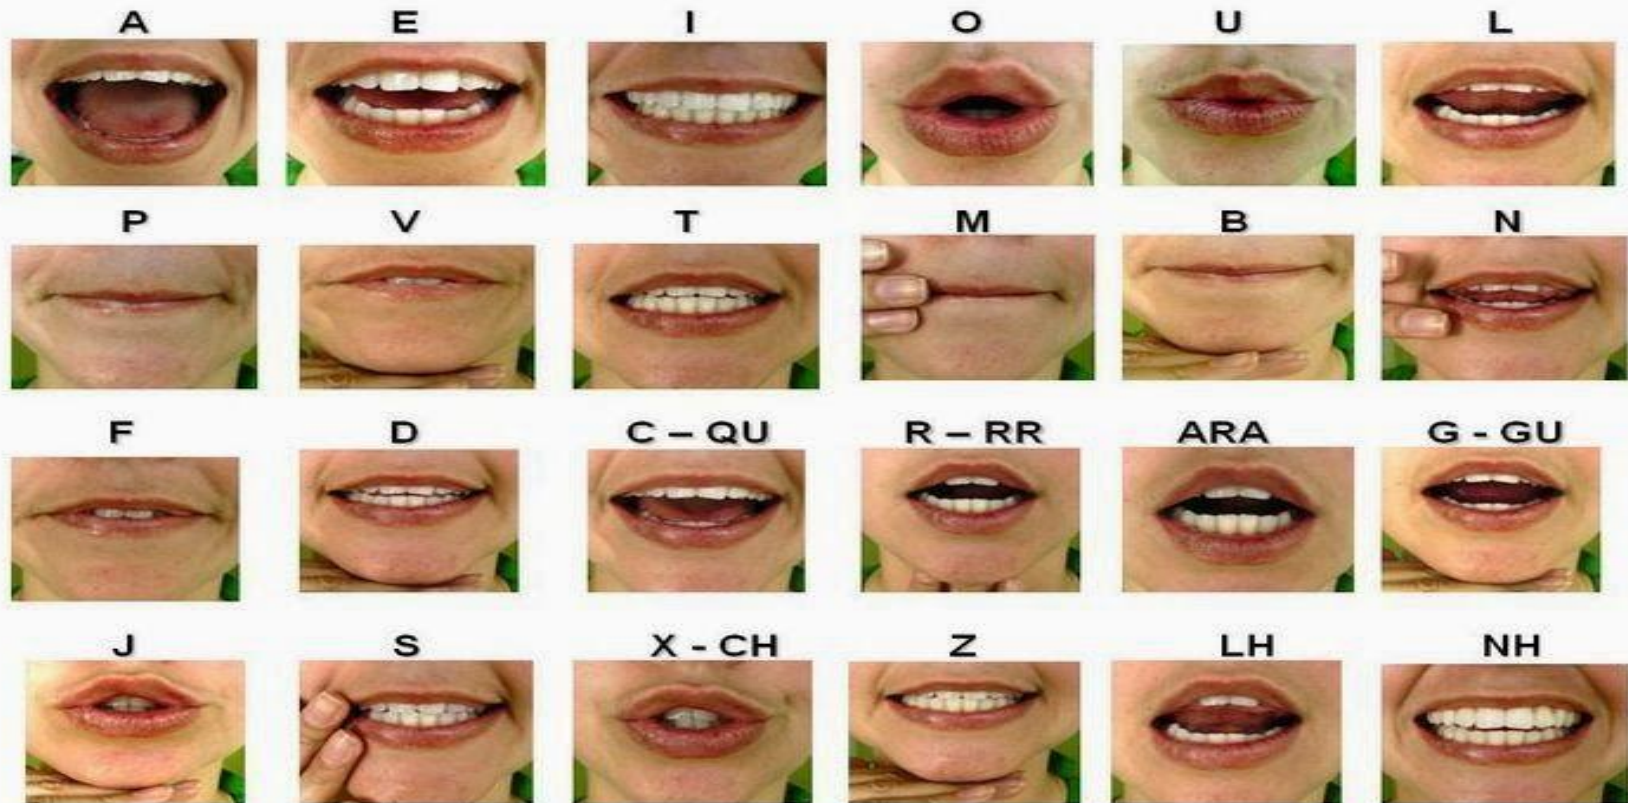 A E I O U L
P V T M B N
F D C – QU R – RR ARA G - GU
J S X - CH Z LH NH